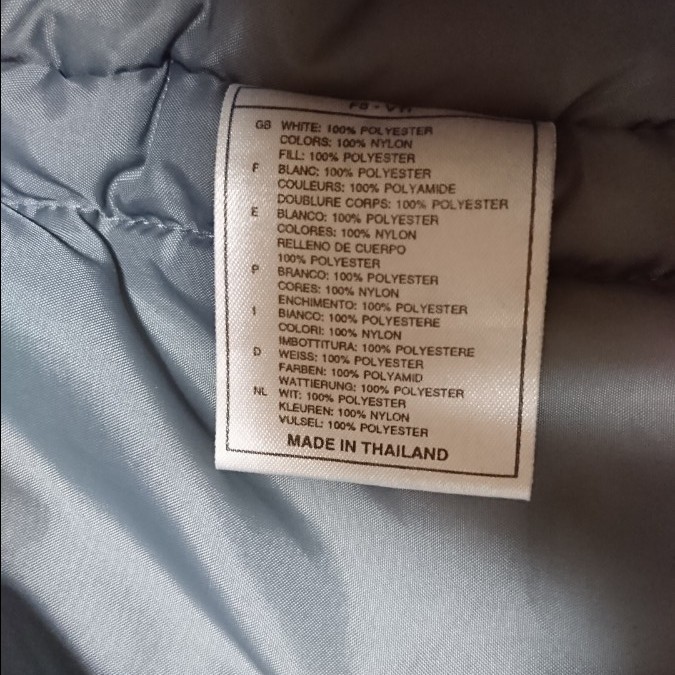 GB WHITE: 100% POLYESTER
COLORS: 100% NYLON
FILL: 100% POLYESTER
F BLANC: 100% POLYESTER
COULEURS: 100% POLYAMIDE
DOUBLURE CORPS: 100% POLYESTER
E BLANCO: 100% POLYESTER
COLORES: 100% NYLON
RELLENO DE CUERPO
100% POLYESTER
P BRANCO: 100% POLYESTER
CORES: 100% NYLON
ENCHIMENTO: 100% POLYESTER
I BIANCO: 100% POLYESTERE
COLORI: 100% NYLON
IMBOTTITURA: 100% POLYESTERE
D WEISS: 100% POLYESTER
FARBEN: 100% POLYAMID
WATTIERUNG: 100% POLYESTER
NL WIT: 100% POLYESTER
KLEUREN: 100% NYLON
VULSEL: 100% POLYESTER
MADE IN THAILAND